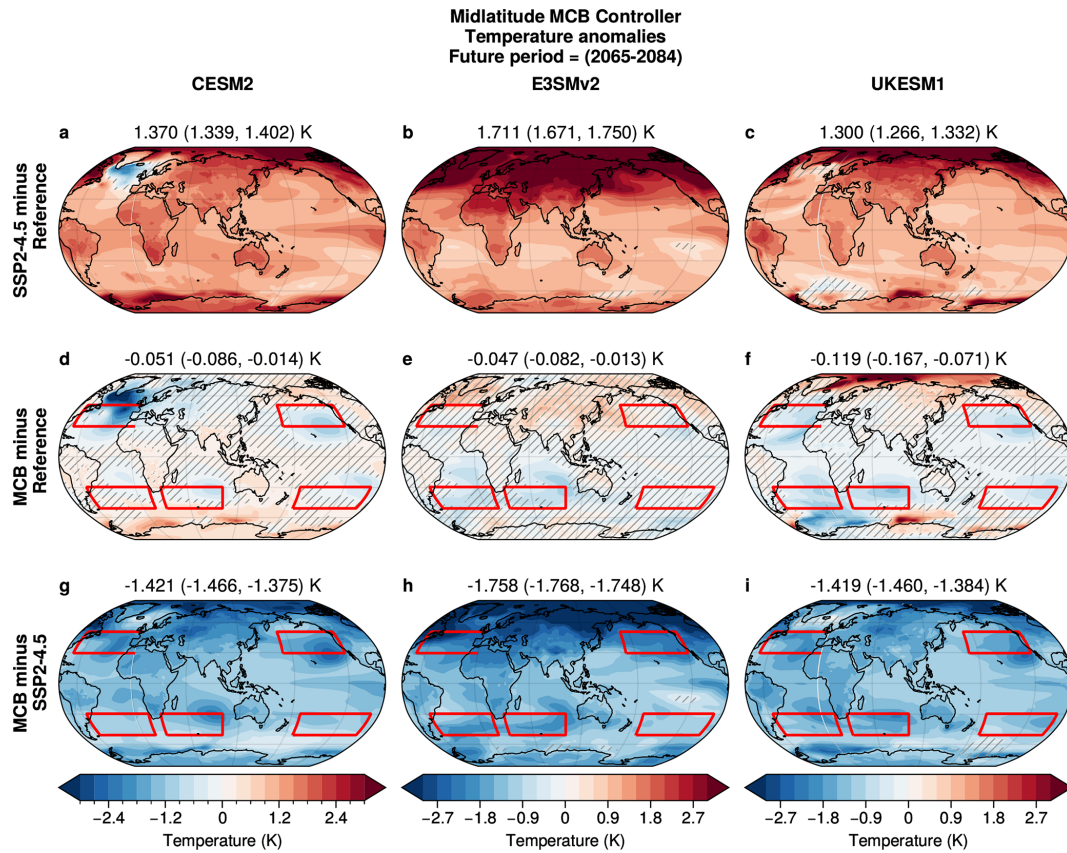 Midlatitude MCB Controller
Temperature anomalies
Future period = (2065-2084)
CESM2
E3SMv2
UKESM1
SSP2-4.5 minus
Reference
a
1.370 (1.339, 1.402) K
b
1.711 (1.671, 1.750) K
c
1.300 (1.266, 1.332) K
MCB minus
Reference
d
-0.051 (-0.086, -0.014) K
e
-0.047 (-0.082, -0.013) K
f
-0.119 (-0.167, -0.071) K
MCB minus
SSP2-4.5
g
-1.421 (-1.466, -1.375) K
h
-1.758 (-1.768, -1.748) K
i
-1.419 (-1.460, -1.384) K
−2.4 −1.2 0 1.2 2.4
Temperature (K)
−2.7 −1.8 −0.9 0 0.9 1.8 2.7
Temperature (K)
−2.7 −1.8 −0.9 0 0.9 1.8 2.7
Temperature (K)